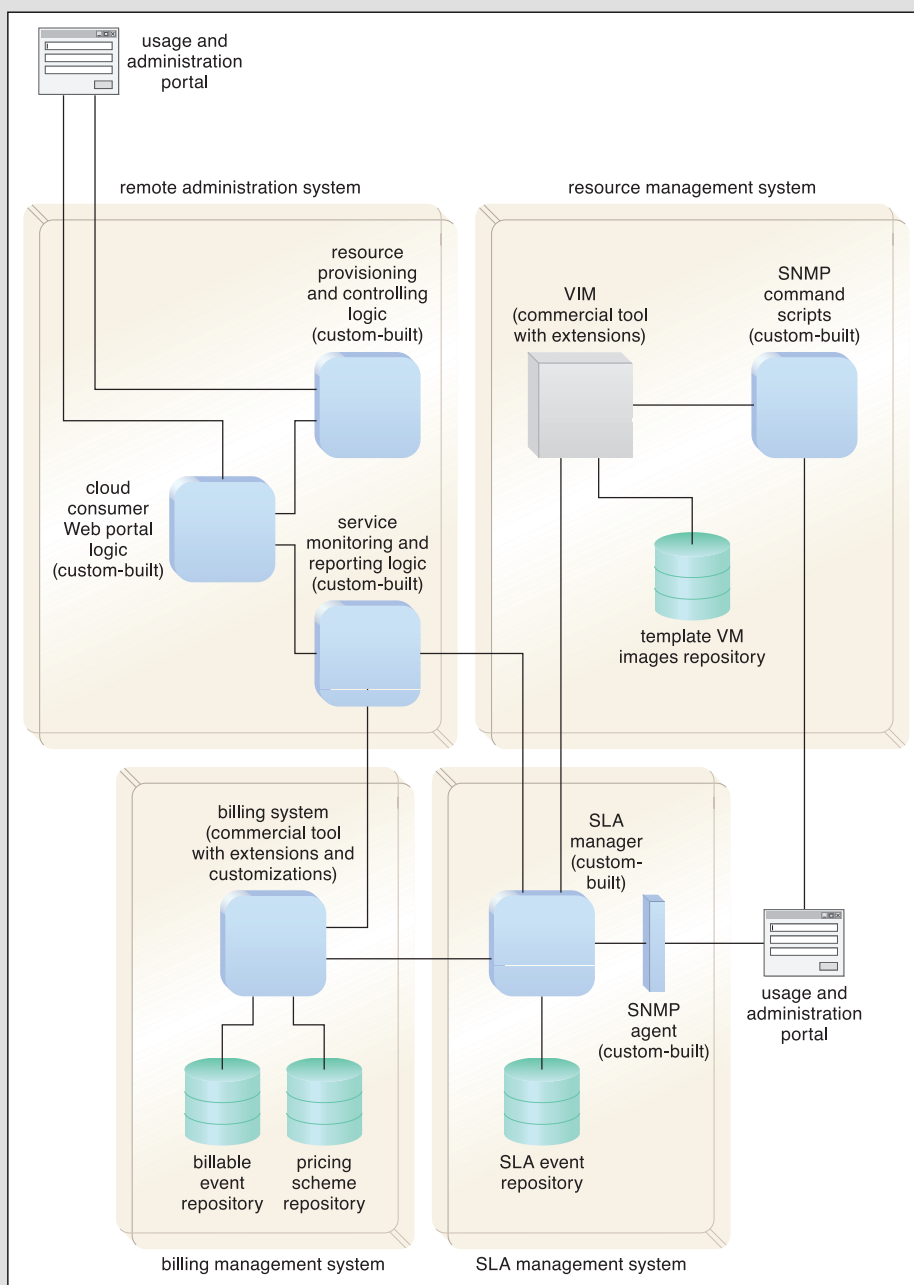 usage and
administration
portal
remote administration system
resource management system
resource
provisioning
and controlling
logic
(custom-built)
VIM
(commercial tool
with extensions)
SNMP
command
scripts
(custom-built)
cloud
consumer
Web portal
logic
(custom-built)
service
monitoring and
reporting logic
(custom-built)
template VM
images repository
billing system
(commercial tool
with extensions and
customizations)
SLA
manager
(custom-
built)
SNMP
agent
(custom-built)
usage and
administration
portal
billable
event
repository
pricing
scheme
repository
SLA event
repository
billing management system
SLA management system